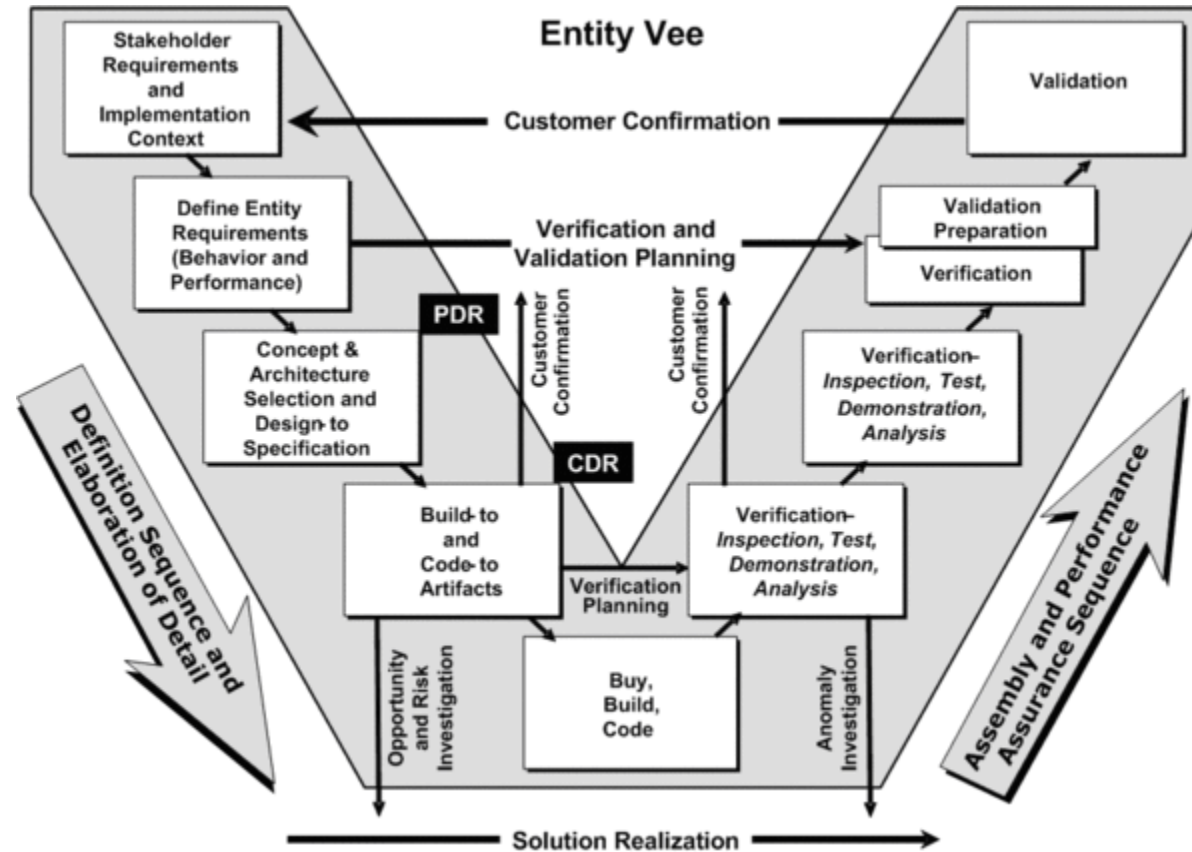 Entity Vee
Stakeholder
Requirements
and
Implementation
Context
Validation
Customer Confirmation
Define Entity
Requirements
(Behavior and
Performance)
Verification and
Validation Planning
Validation
Preparation
Verification
PDR
Customer
Confirmation
Customer
Confirmation
Concept &
Architecture
Selection and
Design-to
Specification
Verification–
Inspection, Test,
Demonstration,
Analysis
CDR
Build-to
and
Code-to
Artifacts
Verification
Planning
Verification–
Inspection, Test,
Demonstration,
Analysis
Definition Sequence and
Elaboration of Detail
Assembly and Performance
Assurance Sequence
Opportunity
and Risk
Investigation
Buy,
Build,
Code
Anomaly
Investigation
Solution Realization